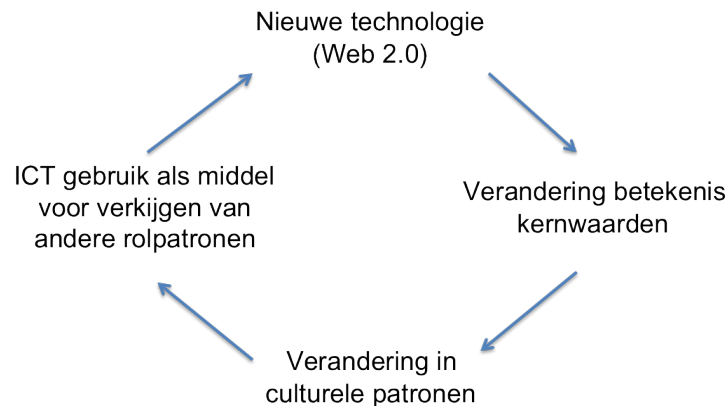 Nieuwe technologie
(Web 2.0)
Verandering betekenis
kernwaarden
Verandering in
culturele patronen
ICT gebruik als middel
voor verkijgen van
andere rolpatronen